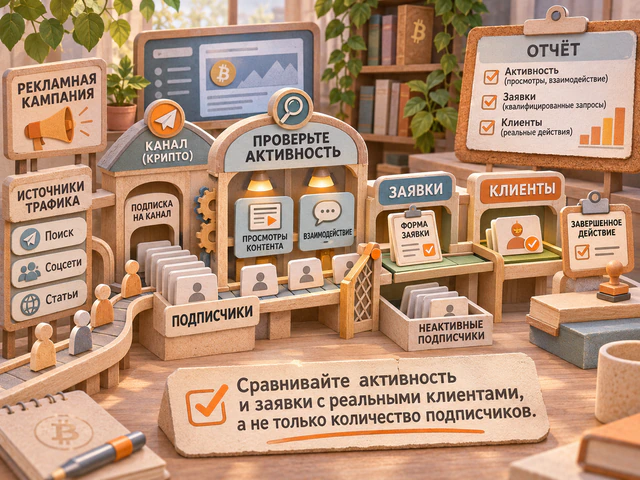 РЕКЛАМНАЯ
КАМПАНИЯ
ИСТОЧНИКИ
ТРАФИКА
Поиск
Соцсети
Статьи
КАНАЛ
(КРИПТО)
ПОДПИСКА
НА КАНАЛ
ПОДПИСЧИКИ
ПРОВЕРЬТЕ
АКТИВНОСТЬ
ПРОСМОТРЫ
КОНТЕНТА
ВЗАИМОДЕЙСТВИЕ
ЗАЯВКИ
ФОРМА
ЗАЯВКИ
НЕАКТИВНЫЕ
ПОДПИСЧИКИ
КЛИЕНТЫ
ЗАВЕРШЕННОЕ
ДЕЙСТВИЕ
ОТЧЁТ
Активность
(просмотры, взаимодействие)
Заявки
(квалифицированные запросы)
Клиенты
(реальные действия)
Сравнивайте активность
и заявки с реальными клиентами,
а не только количество подписчиков.